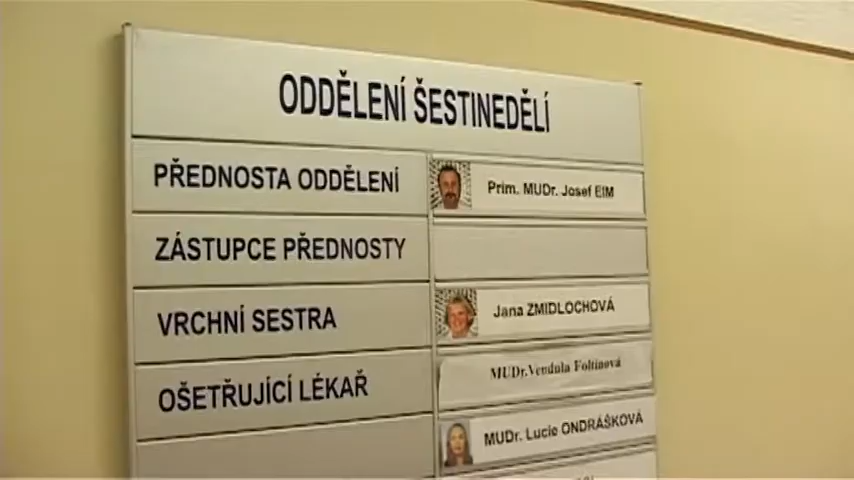 ODDĚLENÍ ŠESTINEDĚLÍ
PŘEDNOSTA ODDĚLENÍ
Prim. MUDr. Josef EIM
ZÁSTUPCE PŘEDNOSTY
VRCHNÍ SESTRA
Jana ZMIDLOCHOVÁ
OŠETŘUJÍCÍ LÉKAŘ
MUDr.Vendula Foltinová
MUDr. Lucie ONDRÁŠKOVÁ